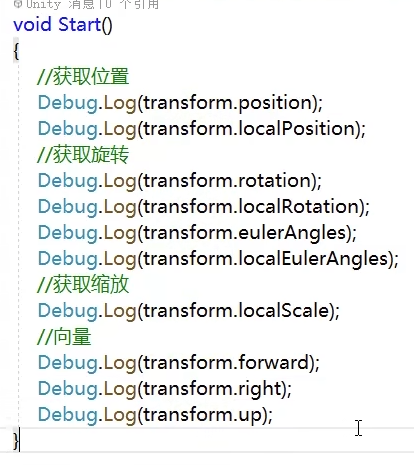 Unity 消息|0 个引用
void Start()
{
//获取位置
Debug.Log(transform.position);
Debug.Log(transform.localPosition);
//获取旋转
Debug.Log(transform.rotation);
Debug.Log(transform.localRotation);
Debug.Log(transform.eulerAngles);
Debug.Log(transform.localEulerAngles);
//获取缩放
Debug.Log(transform.localScale);
//向量
Debug.Log(transform.forward);
Debug.Log(transform.right);
Debug.Log(transform.up);
}